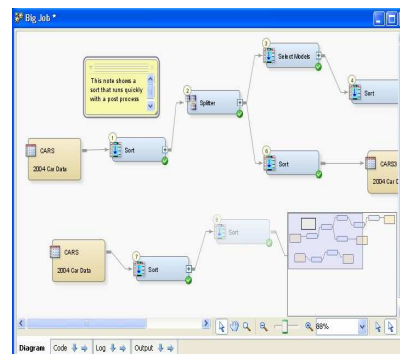 Big Job *
This note shows a
sort that runs quickly
with a post process
3
Select Models
4
Sort
2
Splitter
1
Sort
CARS
2004 Car Data
6
Sort
CARS3
2004 Car D
CARS
2004 Car Data
7
Sort
Sort
88%
Diagram
Code
Log
Output